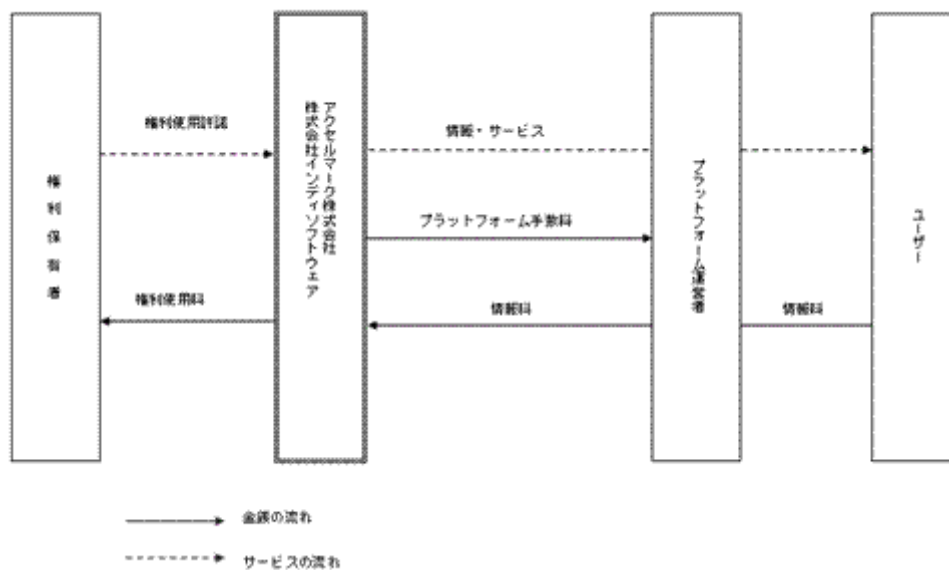 権利保有者
権利使用許諾
権利使用料
アクセルマーク株式会社
株式会社インディソフトウェア
情報・サービス
プラットフォーム手数料
情報料
プラットフォーム運営者
情報料
ユーザー
金銭の流れ
サービスの流れ